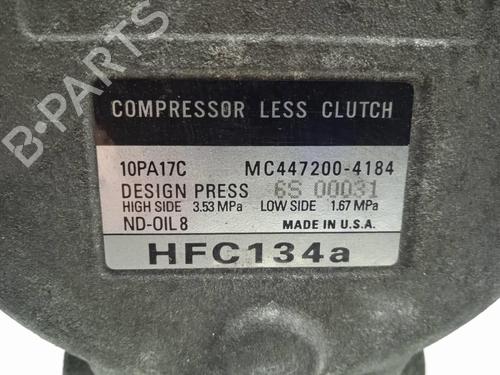 B-PARTS
COMPRESSOR LESS CLUTCH
10PA17C MC447200-4184
DESIGN PRESS 6S 00031
HIGH SIDE 3.53 MPa LOW SIDE 1.67 MPa
ND-OIL 8 MADE IN U.S.A.
HFC134a